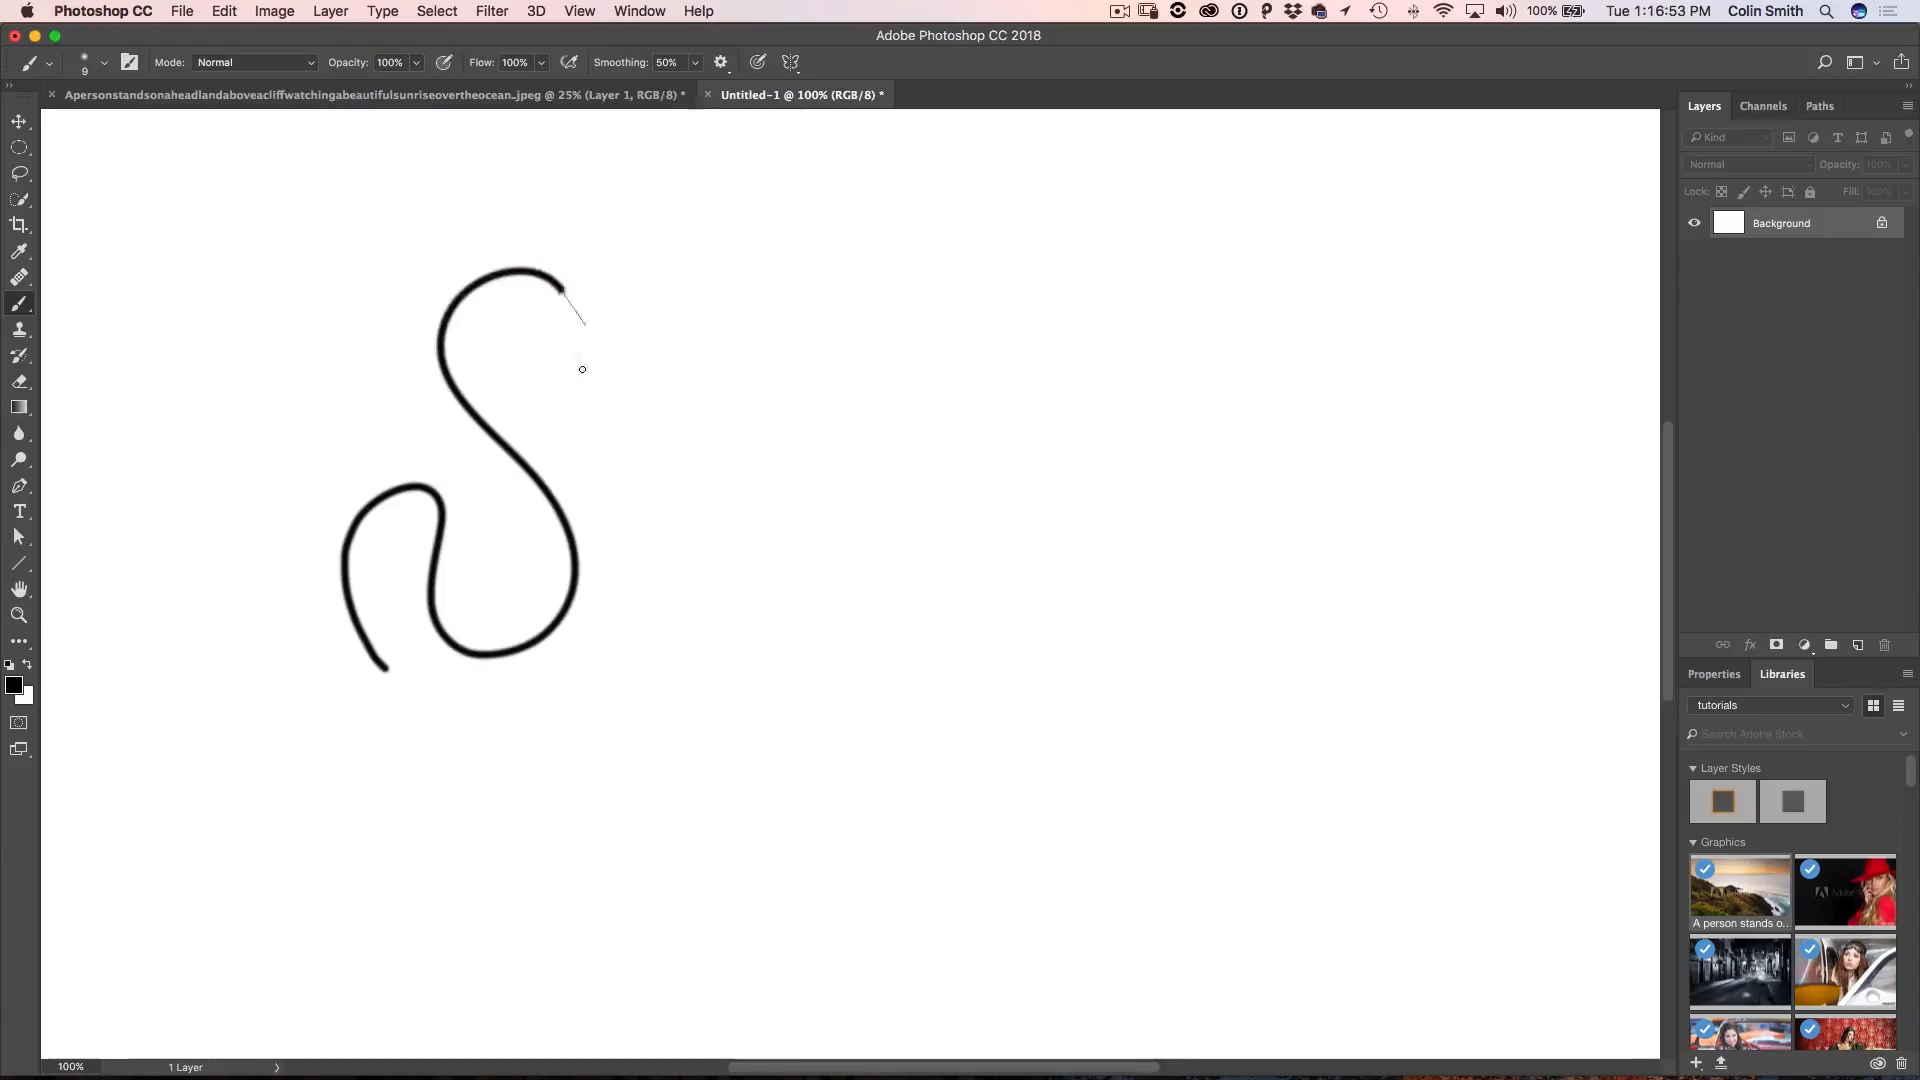 Photoshop CC File Edit Image Layer Type Select Filter 3D View Window Help 100% Tue 1:16:53 PM Colin Smith
Adobe Photoshop CC 2018
9 Mode: Normal Opacity: 100% Flow: 100% Smoothing: 50%
Apersonstandsonaheadlandaboveacliffwatchingabeautifulsunriseovertheocean..jpeg @ 25% (Layer 1, RGB/8) * Untitled-1 @ 100% (RGB/8) *
Layers Channels Paths
Kind
Normal Opacity: 100%
Lock: Fill: 100%
Background
Properties Libraries
tutorials
Search Adobe Stock
Layer Styles
Graphics
A person stands o...
100% 1 Layer